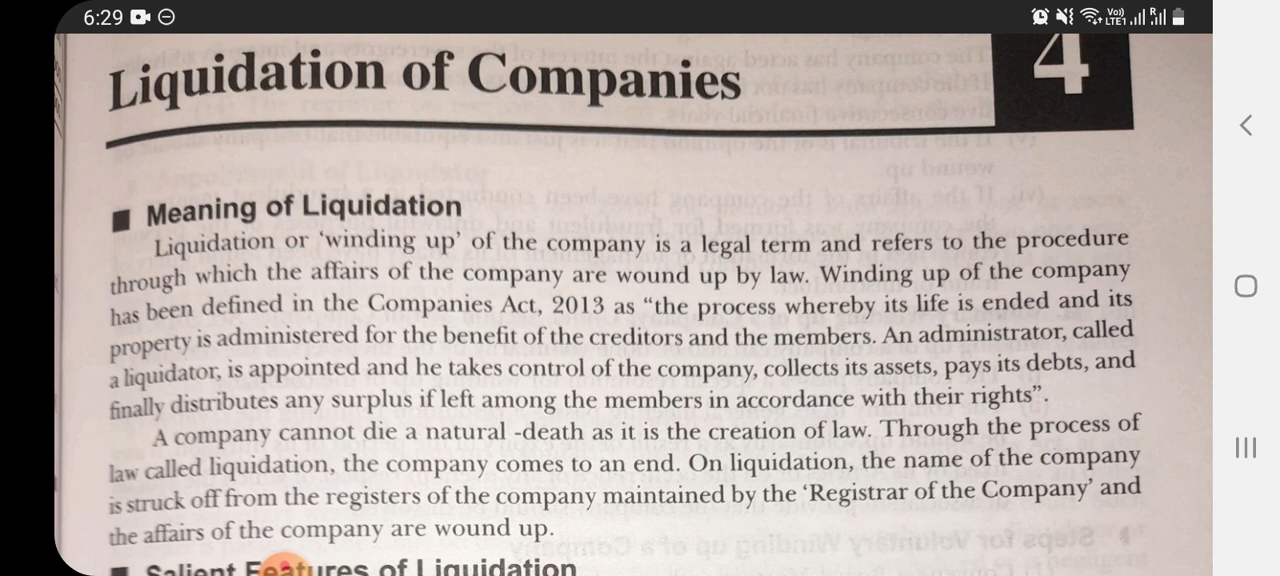 6:29
Vo))
LTE1
R
4
Liquidation of Companies
Meaning of Liquidation
Liquidation or 'winding up' of the company is a legal term and refers to the procedure
through which the affairs of the company are wound up by law. Winding up of the company
has been defined in the Companies Act, 2013 as "the process whereby its life is ended and its
property is administered for the benefit of the creditors and the members. An administrator, called
a liquidator, is appointed and he takes control of the company, collects its assets, pays its debts, and
finally distributes any surplus if left among the members in accordance with their rights".
A company cannot die a natural -death as it is the creation of law. Through the process of
law called liquidation, the company comes to an end. On liquidation, the name of the company
is struck off from the registers of the company maintained by the 'Registrar of the Company' and
the affairs of the company are wound up.
Salient Features of Liquidation